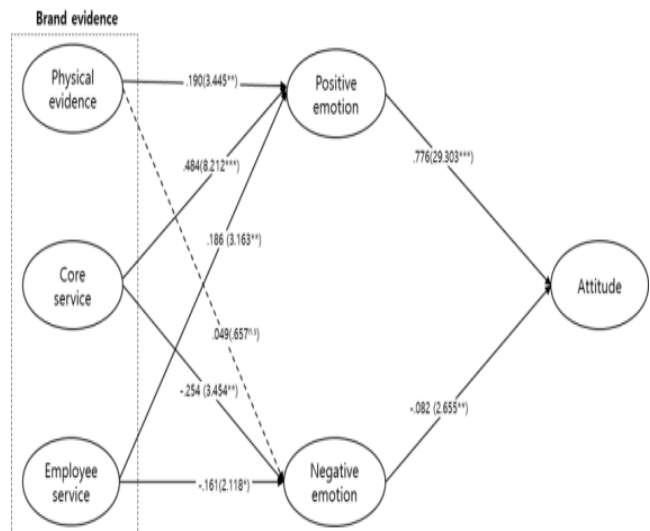 Brand evidence
Physical
evidence
.190(3.445**)
Positive
emotion
.484(8.212***)
.776(29.303***)
.186 (3.163**)
Core
service
Attitude
.049(.657n.s)
-.254 (3.454**)
-.082 (2.655**)
Employee
service
-.161(2.118*)
Negative
emotion